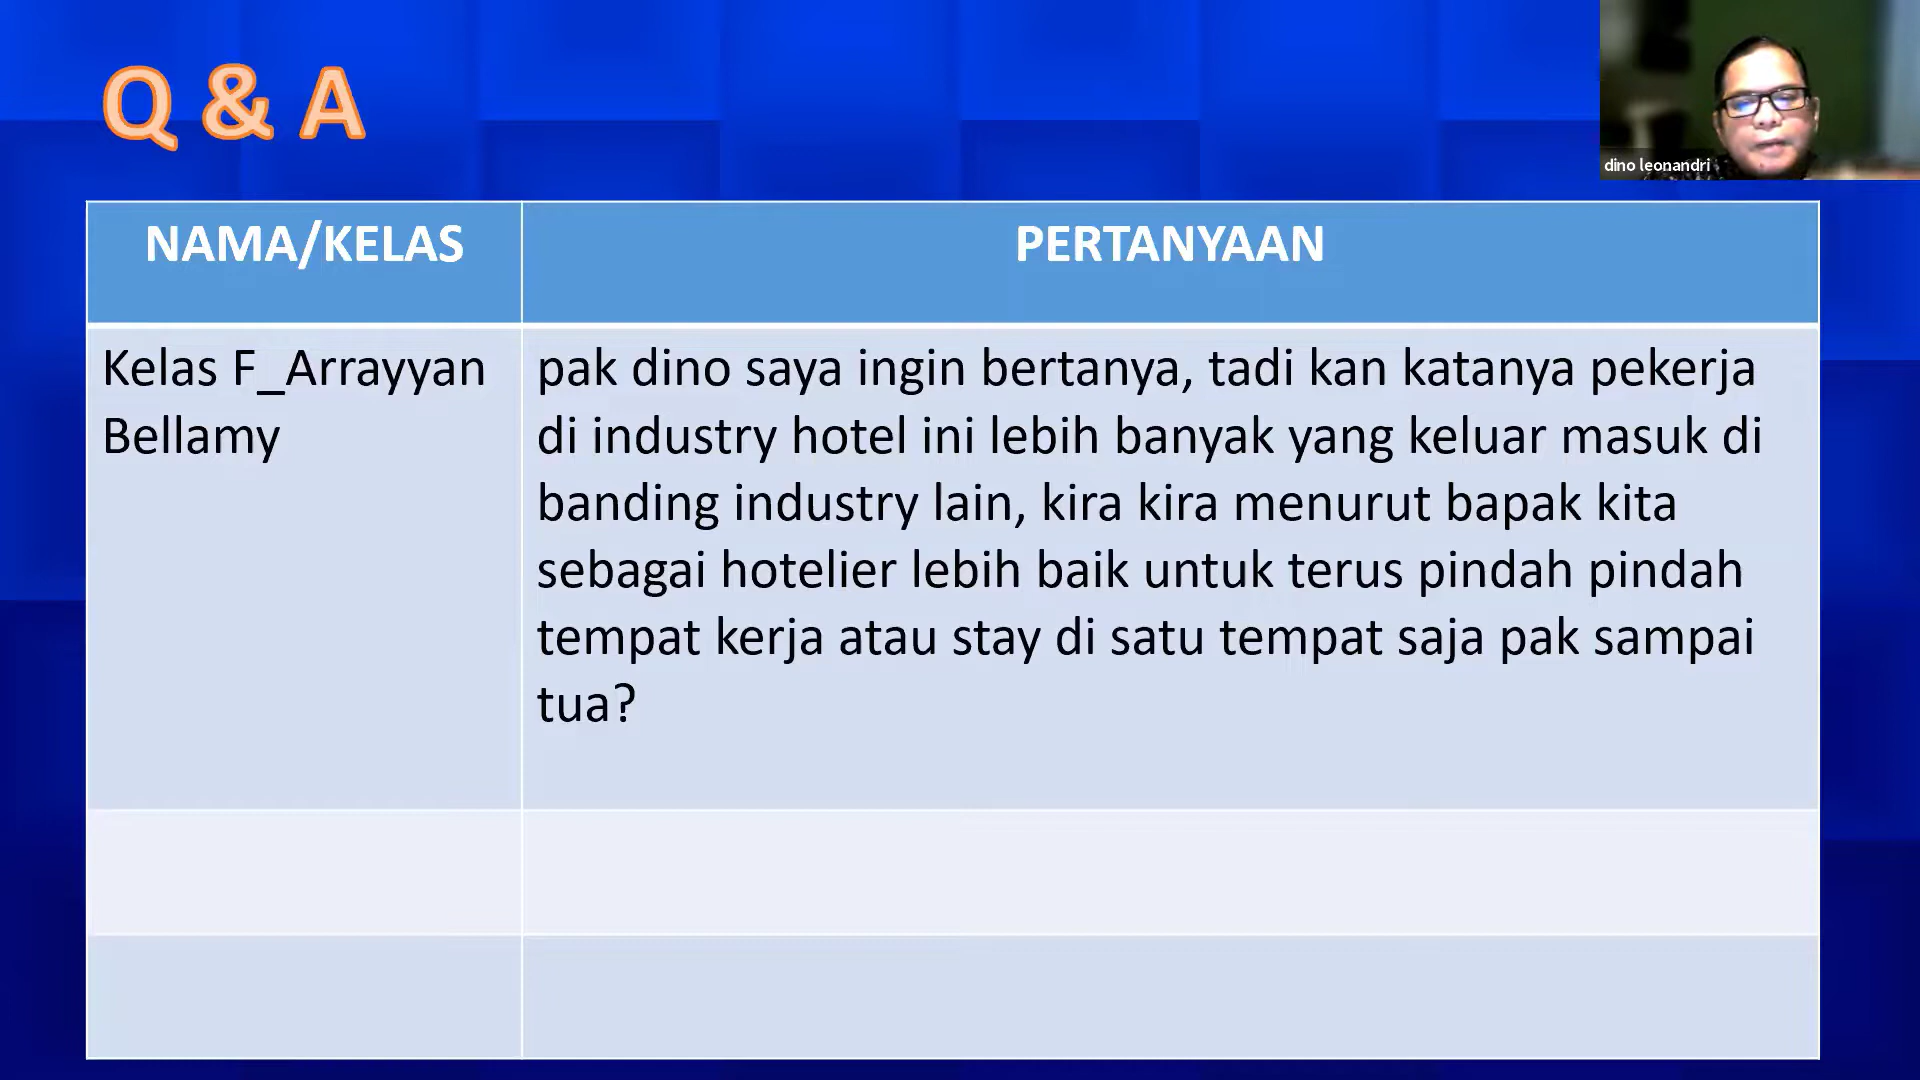 Q & A
dino leonandri
NAMA/KELAS
PERTANYAAN
Kelas F_Arrayyan
Bellamy
pak dino saya ingin bertanya, tadi kan katanya pekerja
di industry hotel ini lebih banyak yang keluar masuk di
banding industry lain, kira kira menurut bapak kita
sebagai hotelier lebih baik untuk terus pindah pindah
tempat kerja atau stay di satu tempat saja pak sampai
tua?